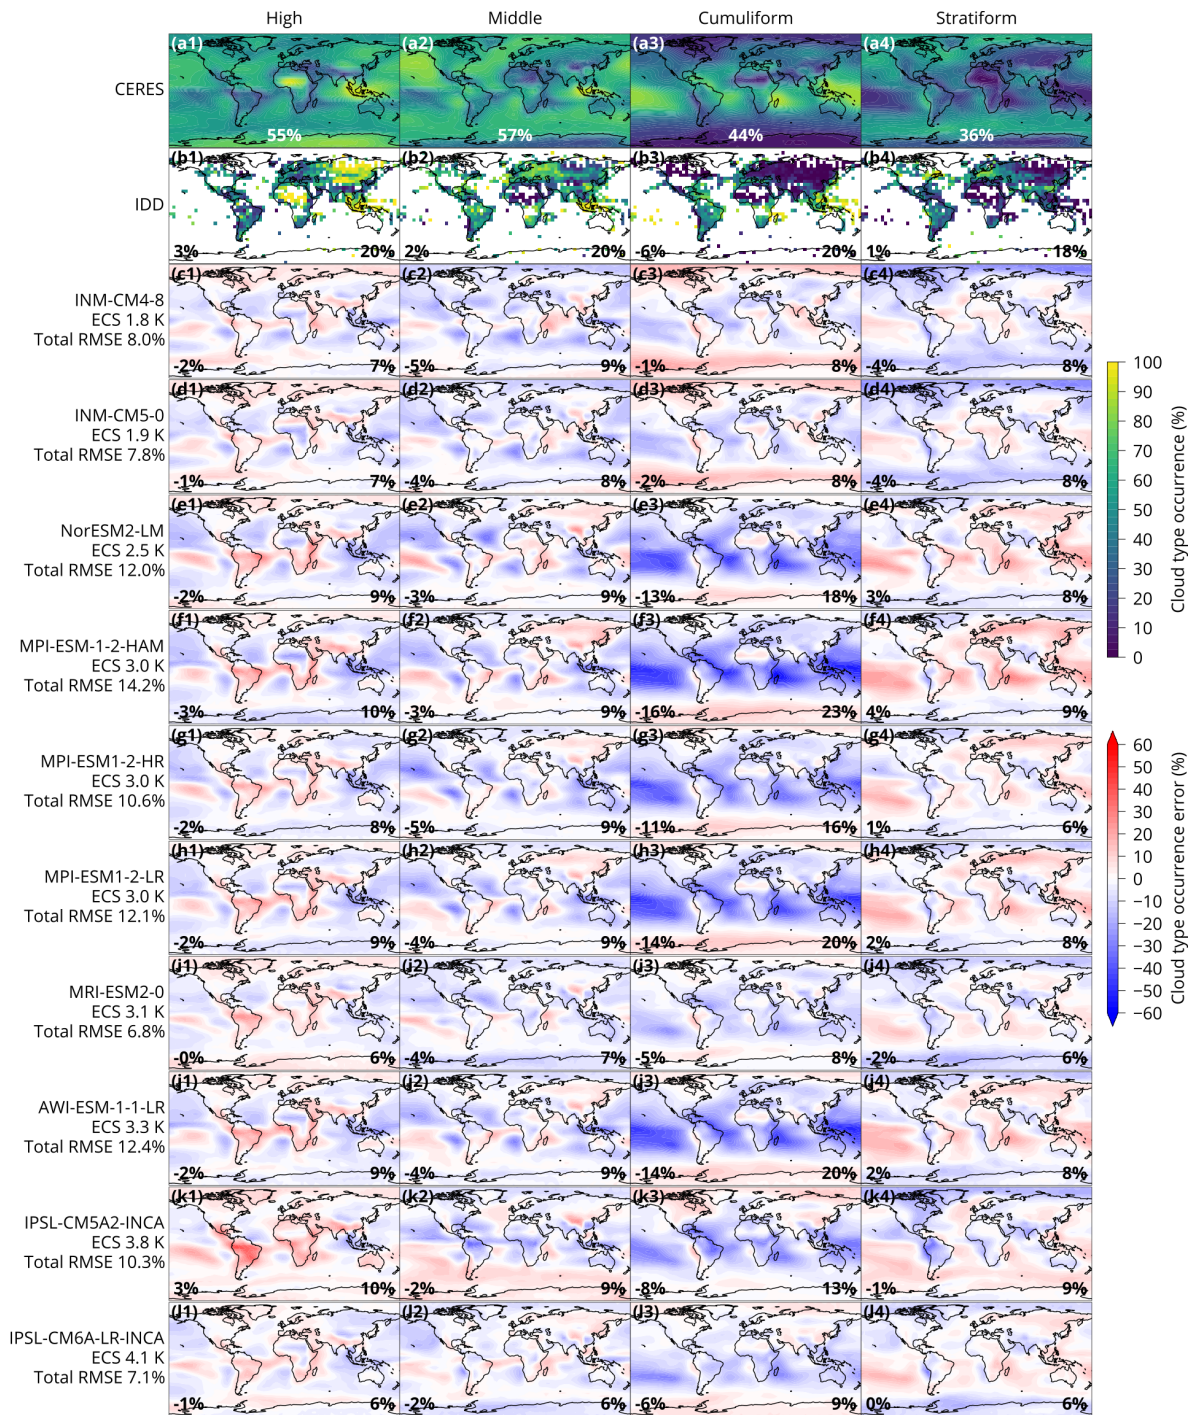 High Middle Cumuliform Stratiform
CERES
(a1) (a2) (a3) (a4)
55% 57% 44% 36%
IDD
(b1) (b2) (b3) (b4)
3% 20% 2% 20% -6% 20% 1% 18%
INM-CM4-8
ECS 1.8 K
Total RMSE 8.0%
(c1) (c2) (c3) (c4)
-2% 7% -5% 9% -1% 8% -4% 8%
INM-CM5-0
ECS 1.9 K
Total RMSE 7.8%
(d1) (d2) (d3) (d4)
-1% 7% -4% 8% -2% 8% -4% 8%
NorESM2-LM
ECS 2.5 K
Total RMSE 12.0%
(e1) (e2) (e3) (e4)
-2% 9% -3% 9% -13% 18% 3% 8%
MPI-ESM-1-2-HAM
ECS 3.0 K
Total RMSE 14.2%
(f1) (f2) (f3) (f4)
-3% 10% -3% 9% -16% 23% 4% 9%
MPI-ESM1-2-HR
ECS 3.0 K
Total RMSE 10.6%
(g1) (g2) (g3) (g4)
-2% 8% -5% 9% -11% 16% 1% 6%
MPI-ESM1-2-LR
ECS 3.0 K
Total RMSE 12.1%
(h1) (h2) (h3) (h4)
-2% 9% -4% 9% -14% 20% 2% 8%
MRI-ESM2-0
ECS 3.1 K
Total RMSE 6.8%
(i1) (i2) (i3) (i4)
-0% 6% -4% 7% -5% 8% -2% 6%
AWI-ESM-1-1-LR
ECS 3.3 K
Total RMSE 12.4%
(j1) (j2) (j3) (j4)
-2% 9% -4% 9% -14% 20% 2% 8%
IPSL-CM5A2-INCA
ECS 3.8 K
Total RMSE 10.3%
(k1) (k2) (k3) (k4)
3% 10% -2% 9% -8% 13% -1% 9%
IPSL-CM6A-LR-INCA
ECS 4.1 K
Total RMSE 7.1%
(l1) (l2) (l3) (l4)
-1% 6% -2% 6% -6% 9% 0% 6%
100
90
80
70
60
50
40
30
20
10
0
Cloud type occurrence (%)
60
50
40
30
20
10
0
−10
−20
−30
−40
−50
−60
Cloud type occurrence error (%)